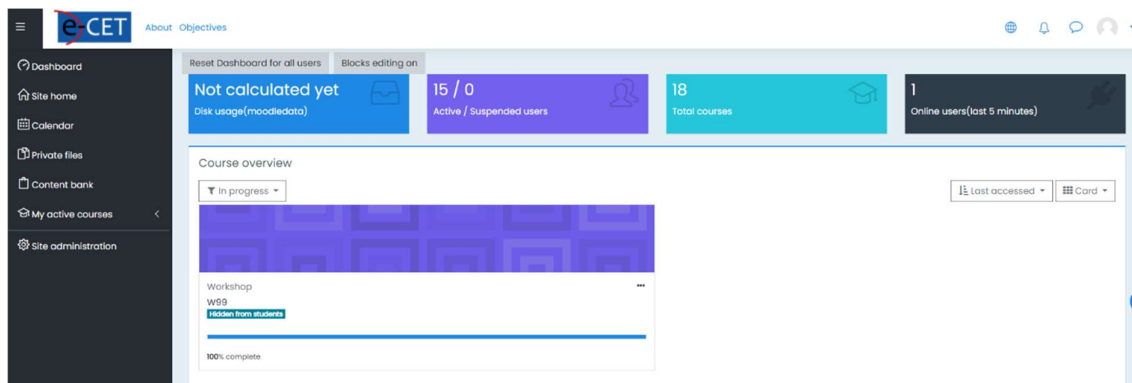 e-CET
About Objectives
Dashboard
Site home
Calendar
Private files
Content bank
My active courses
Site administration
Reset Dashboard for all users Blocks editing on
Not calculated yet
Disk usage(moodledata)
15 / 0
Active / Suspended users
18
Total courses
1
Online users(last 5 minutes)
Course overview
In progress
Last accessed Card
Workshop
W99
Hidden from students
100% complete